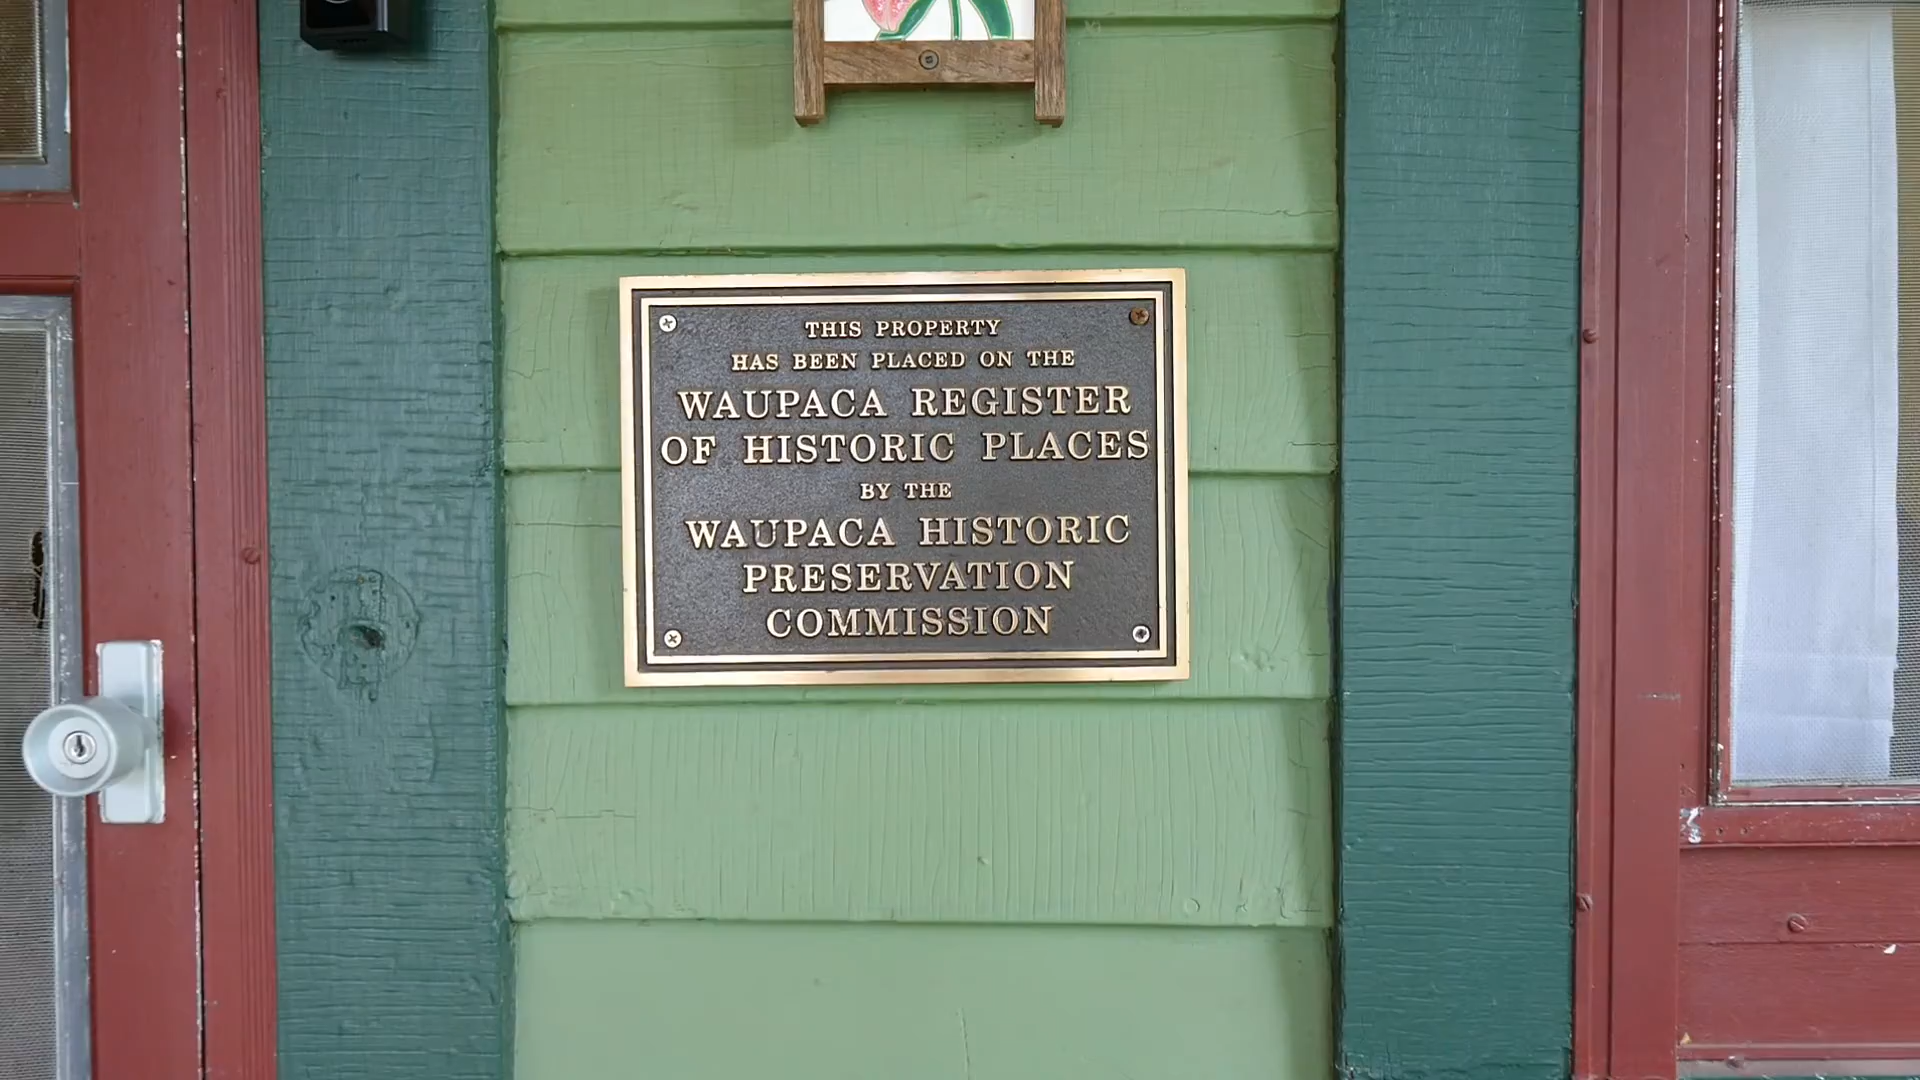 THIS PROPERTY
HAS BEEN PLACED ON THE
WAUPACA REGISTER
OF HISTORIC PLACES
BY THE
WAUPACA HISTORIC
PRESERVATION
COMMISSION